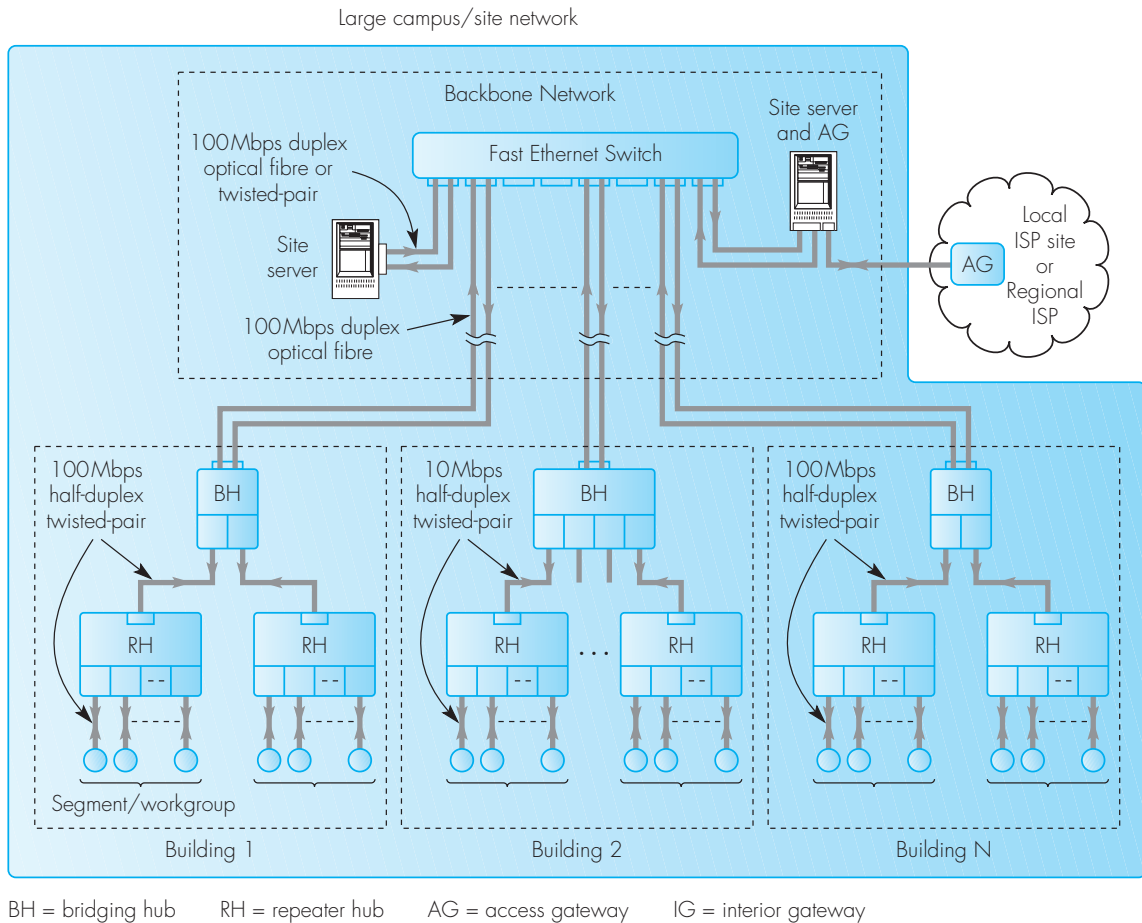 Large campus/site network
Backbone Network
Site server
and AG
100Mbps duplex
optical fibre or
twisted-pair
Fast Ethernet Switch
Site
server
Local
ISP site
or
Regional
ISP
AG
100Mbps duplex
optical fibre
100Mbps
half-duplex
twisted-pair
BH
RH
--
RH
--
Segment/workgroup
Building 1
10Mbps
half-duplex
twisted-pair
BH
RH
--
...
RH
--
Building 2
100Mbps
half-duplex
twisted-pair
BH
RH
--
RH
--
Building N
BH = bridging hub RH = repeater hub AG = access gateway IG = interior gateway